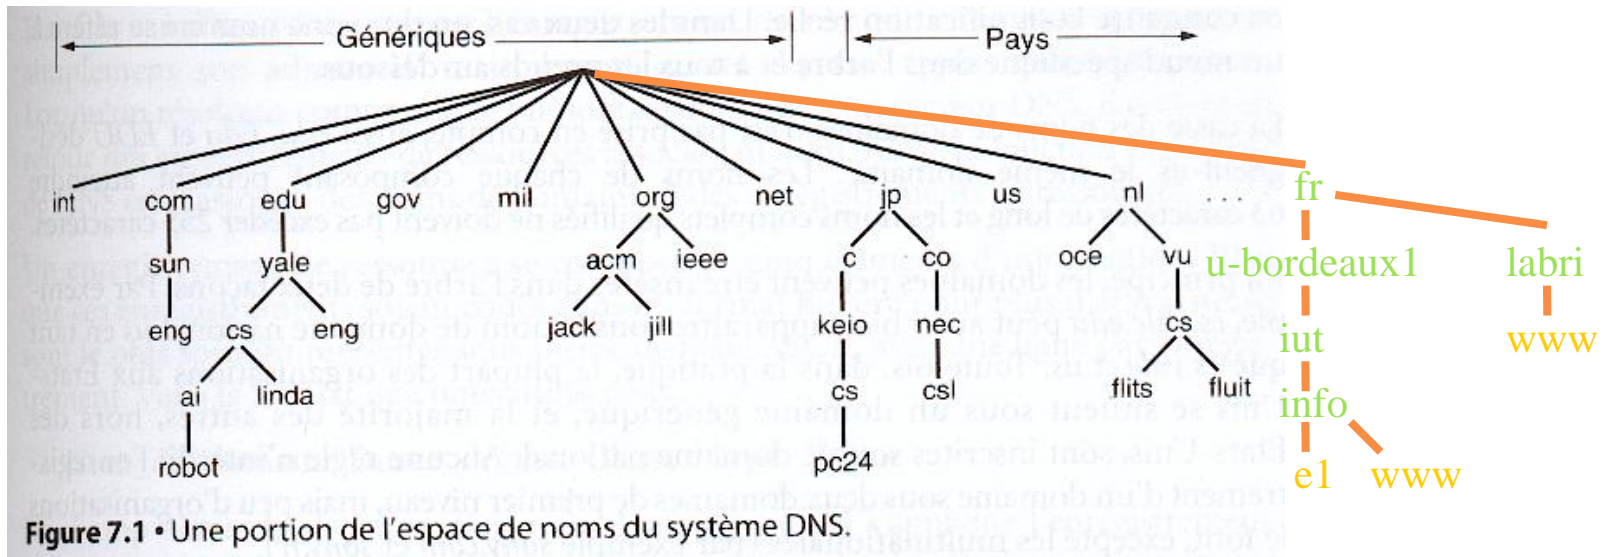 Génériques Pays
int com edu gov mil org net jp us nl ... fr
sun yale acm ieee c co oce vu u-bordeaux1 labri
eng cs eng jack jill keio nec cs iut www
ai linda cs csl flits fluit info
robot pc24 e1 www
Figure 7.1 • Une portion de l'espace de noms du système DNS.